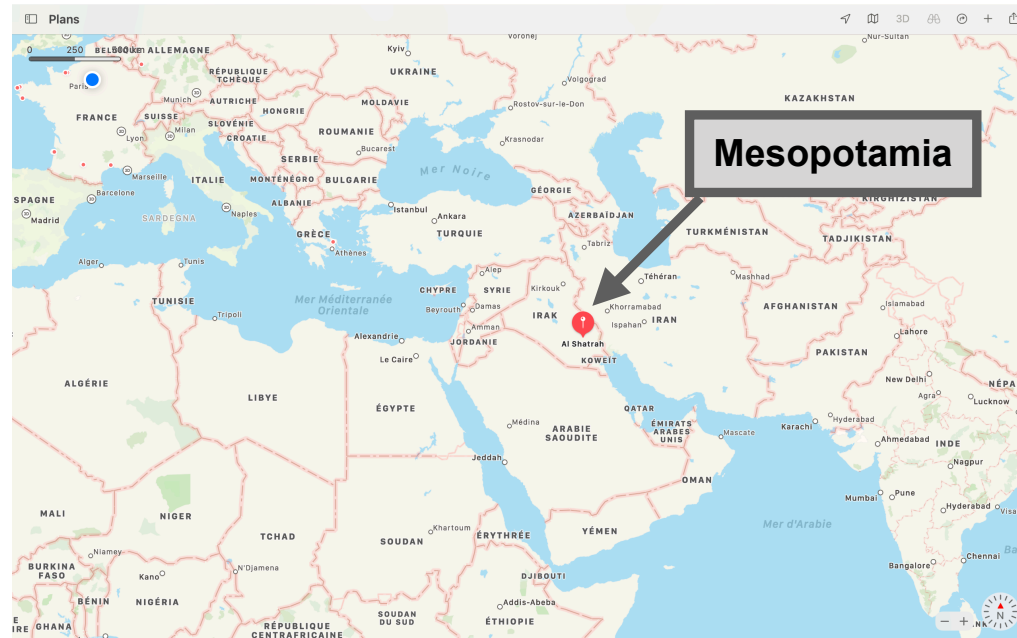 Plans
3D
0 250 500 km
BELGIQUE
ALLEMAGNE
Kyiv
Voronej
Nur-Sultan
Paris
RÉPUBLIQUE
TCHÈQUE
UKRAINE
Volgograd
Munich
AUTRICHE
MOLDAVIE
Rostov-sur-le-Don
KAZAKHSTAN
FRANCE
SUISSE
HONGRIE
SLOVÉNIE
Lyon
Milan
CROATIE
ROUMANIE
Krasnodar
Bucarest
SERBIE
Mesopotamia
Marseille
ITALIE
MONTÉNÉGRO
BULGARIE
Mer Noire
GÉORGIE
ESPAGNE
Barcelone
ALBANIE
KIRGHIZISTAN
Madrid
SARDEGNA
Naples
Istanbul
Ankara
AZERBAÏDJAN
GRÈCE
TURQUIE
TURKMÉNISTAN
TADJIKISTAN
Athènes
Tabriz
Alger
Tunis
Alep
Téhéran
Mashhad
TUNISIE
Mer Méditerranée
Orientale
CHYPRE
SYRIE
Kirkouk
Khorramabad
AFGHANISTAN
Islamabad
Tripoli
Beyrouth
Damas
IRAK
Ispahan
IRAN
Lahore
Alexandrie
Amman
JORDANIE
Al Shatrah
PAKISTAN
Le Caire
KOWEÏT
New Delhi
NÉPA
ALGÉRIE
LIBYE
ÉGYPTE
QATAR
Agra
Lucknow
Médina
ARABIE
SAOUDITE
ÉMIRATS
ARABES
UNIS
Mascate
Karachi
Hyderabad
Ahmedabad
INDE
Jeddah
Nagpur
OMAN
Mumbai
Pune
MALI
NIGER
Hyderabad
Visa
TCHAD
Khartoum
SOUDAN
ÉRYTHRÉE
YÉMEN
Mer d'Arabie
Niamey
BURKINA
FASO
Kano
N'Djamena
Chennai
Ba
DJIBOUTI
Bangalore
BÉNIN
NIGÉRIA
Addis-Abeba
GHANA
SOUDAN
DU SUD
ÉTHIOPIE
RÉPUBLIQUE
CENTRAFRICAINE
N